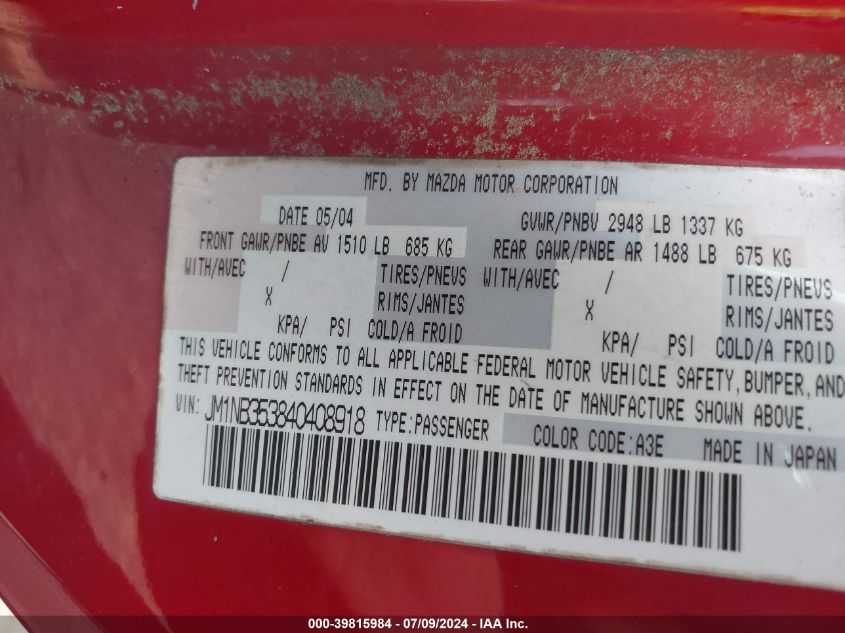 MFD. BY MAZDA MOTOR CORPORATION
DATE 05/04 GVWR/PNBV 2948 LB 1337 KG
FRONT GAWR/PNBE AV 1510 LB 685 KG REAR GAWR/PNBE AR 1488 LB 675 KG
WITH/AVEC / TIRES/PNEUS WITH/AVEC / TIRES/PNEUS
X RIMS/JANTES X RIMS/JANTES
KPA/ PSI COLD/A FROID KPA/ PSI COLD/A FROID
THIS VEHICLE CONFORMS TO ALL APPLICABLE FEDERAL MOTOR VEHICLE SAFETY, BUMPER, AND
THEFT PREVENTION STANDARDS IN EFFECT ON THE DATE OF MANUFACTURE SHOWN ABOVE.
VIN: JM1NB353840408918 TYPE:PASSENGER COLOR CODE:A3E MADE IN JAPAN
000-39815984 / 07/09/2024 - IAA Inc.